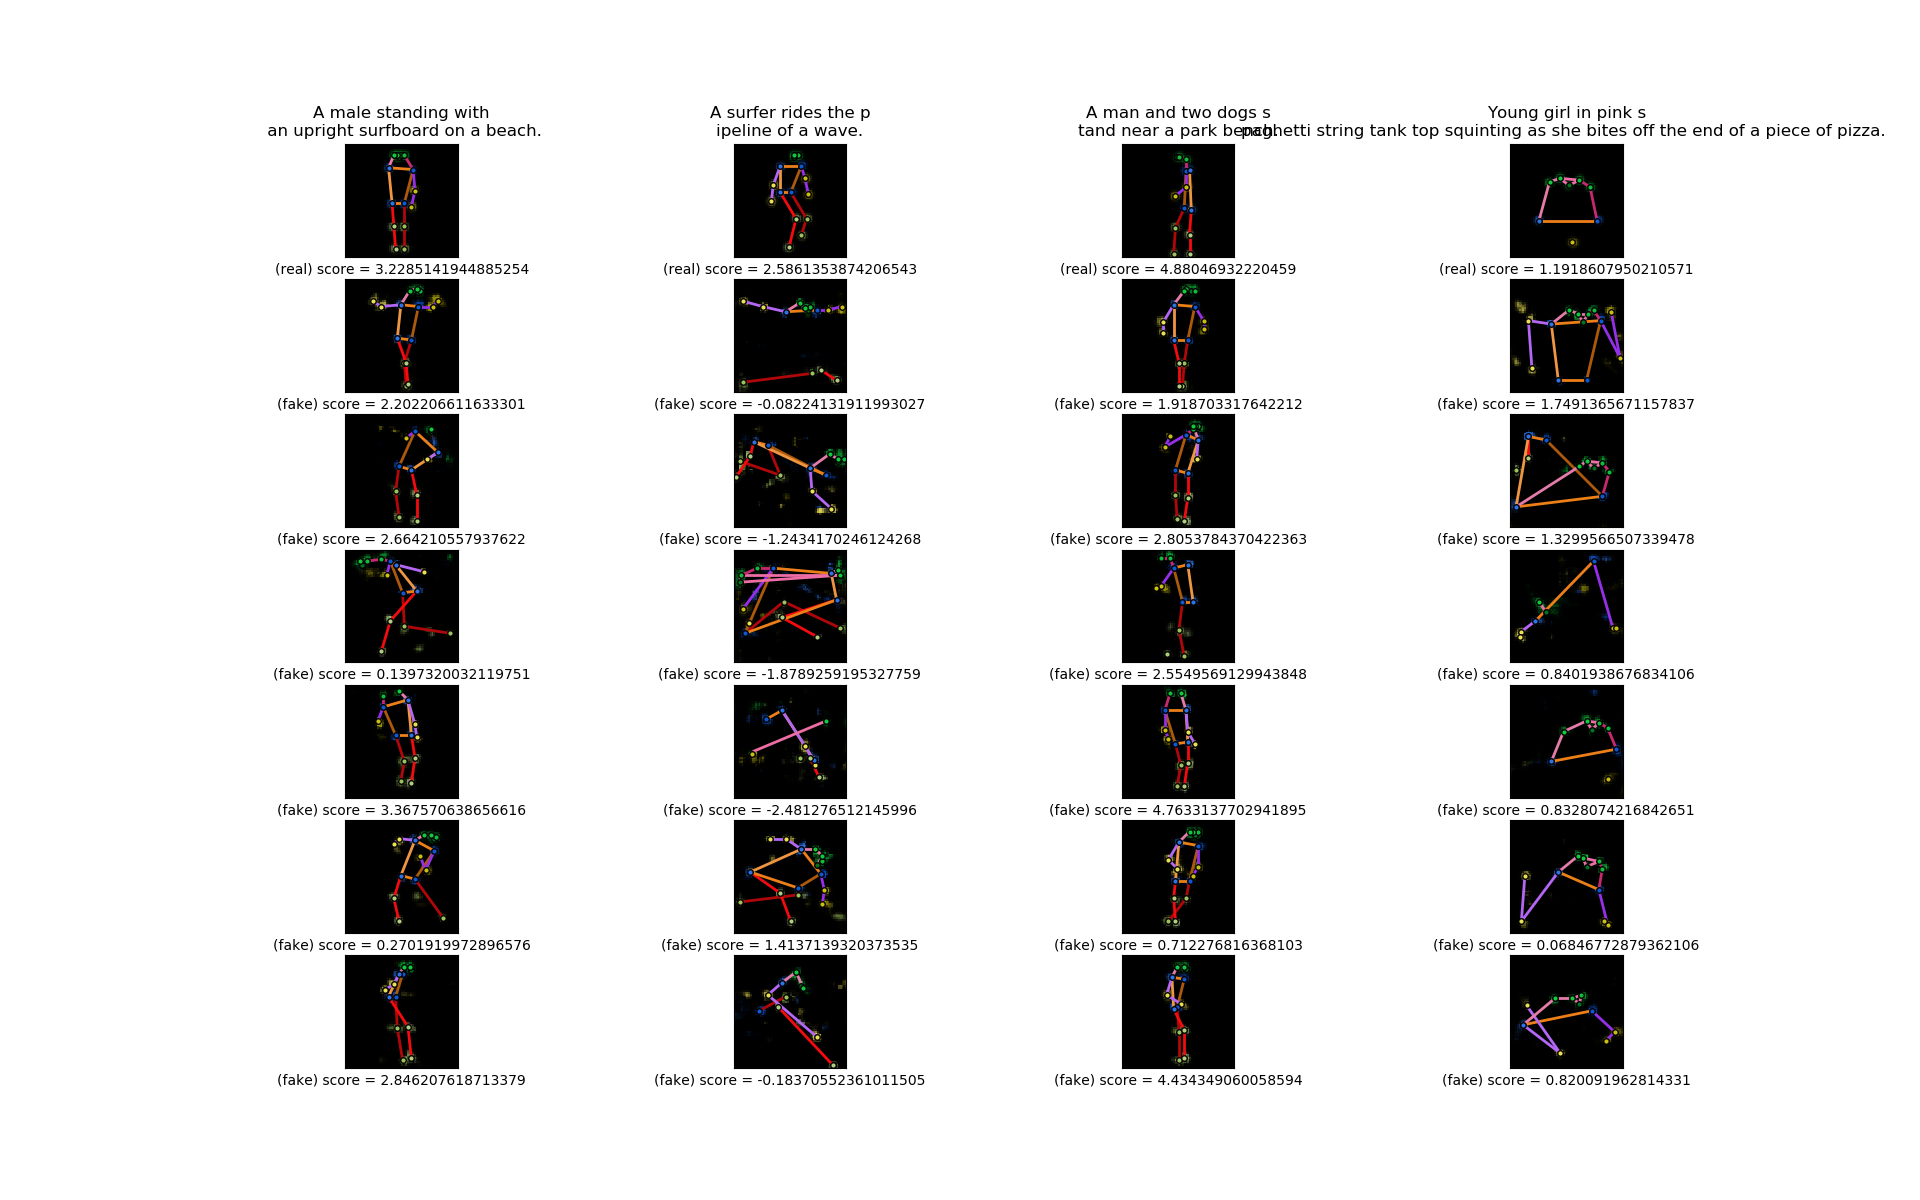 A male standing with
an upright surfboard on a beach.
A surfer rides the p
ipeline of a wave.
A man and two dogs s
tand near a park bench.
Young girl in pink s
paghetti string tank top squinting as she bites off the end of a piece of pizza.
(real) score = 3.2285141944885254
(real) score = 2.5861353874206543
(real) score = 4.88046932220459
(real) score = 1.1918607950210571
(fake) score = 2.202206611633301
(fake) score = -0.08224131911993027
(fake) score = 1.918703317642212
(fake) score = 1.7491365671157837
(fake) score = 2.664210557937622
(fake) score = -1.2434170246124268
(fake) score = 2.8053784370422363
(fake) score = 1.3299566507339478
(fake) score = 0.1397320032119751
(fake) score = -1.8789259195327759
(fake) score = 2.5549569129943848
(fake) score = 0.8401938676834106
(fake) score = 3.367570638656616
(fake) score = -2.481276512145996
(fake) score = 4.7633137702941895
(fake) score = 0.8328074216842651
(fake) score = 0.2701919972896576
(fake) score = 1.4137139320373535
(fake) score = 0.712276816368103
(fake) score = 0.06846772879362106
(fake) score = 2.846207618713379
(fake) score = -0.18370552361011505
(fake) score = 4.434349060058594
(fake) score = 0.820091962814331